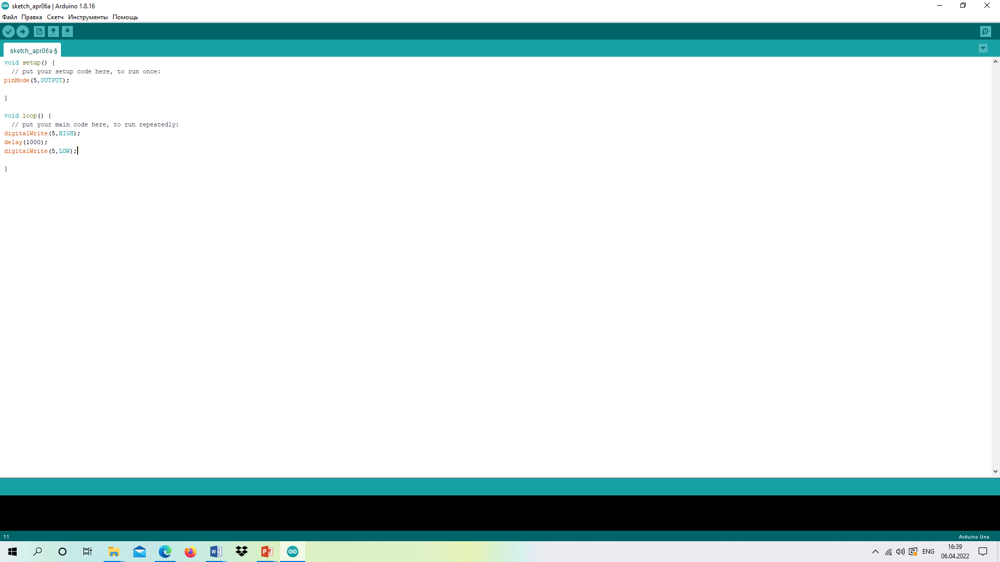 sketch_apr06a | Arduino 1.8.16
Файл Правка Скетч Инструменты Помощь
sketch_apr06a §
void setup() {
  // put your setup code here, to run once:
pinMode(5,OUTPUT);
}
void loop() {
  // put your main code here, to run repeatedly:
digitalWrite(5,HIGH);
delay(1000);
digitalWrite(5,LOW);
}
11
Arduino Uno
ENG
16:39
06.04.2022